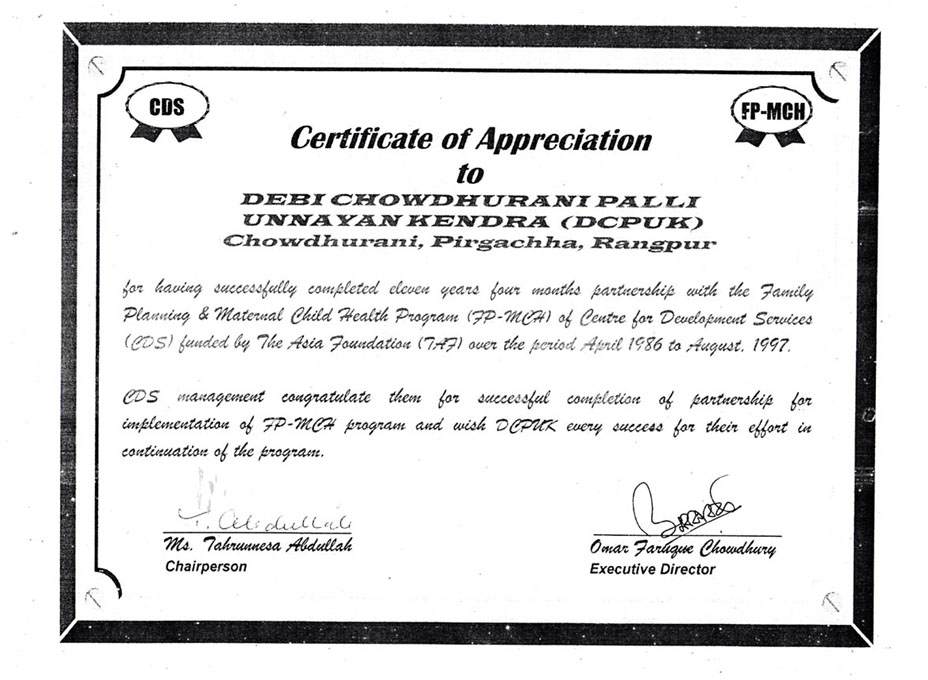 CDS
FP-MCH
Certificate of Appreciation
to
DEBI CHOWDHURANI PALLI
UNNAYAN KENDRA (DCPUK)
Chowdhurani, Pirgachha, Rangpur
for having successfully completed eleven years four months partnership with the Family
Planning & Maternal Child Health Program (FP-MCH) of Centre for Development Services
(CDS) funded by The Asia Foundation (TAF) over the period April 1986 to August, 1997.
CDS management congratulate them for successful completion of partnership for
implementation of FP-MCH program and wish DCPUK every success for their effort in
continuation of the program.
Ms. Tahrunnesa Abdullah
Chairperson
Omar Faruque Chowdhury
Executive Director